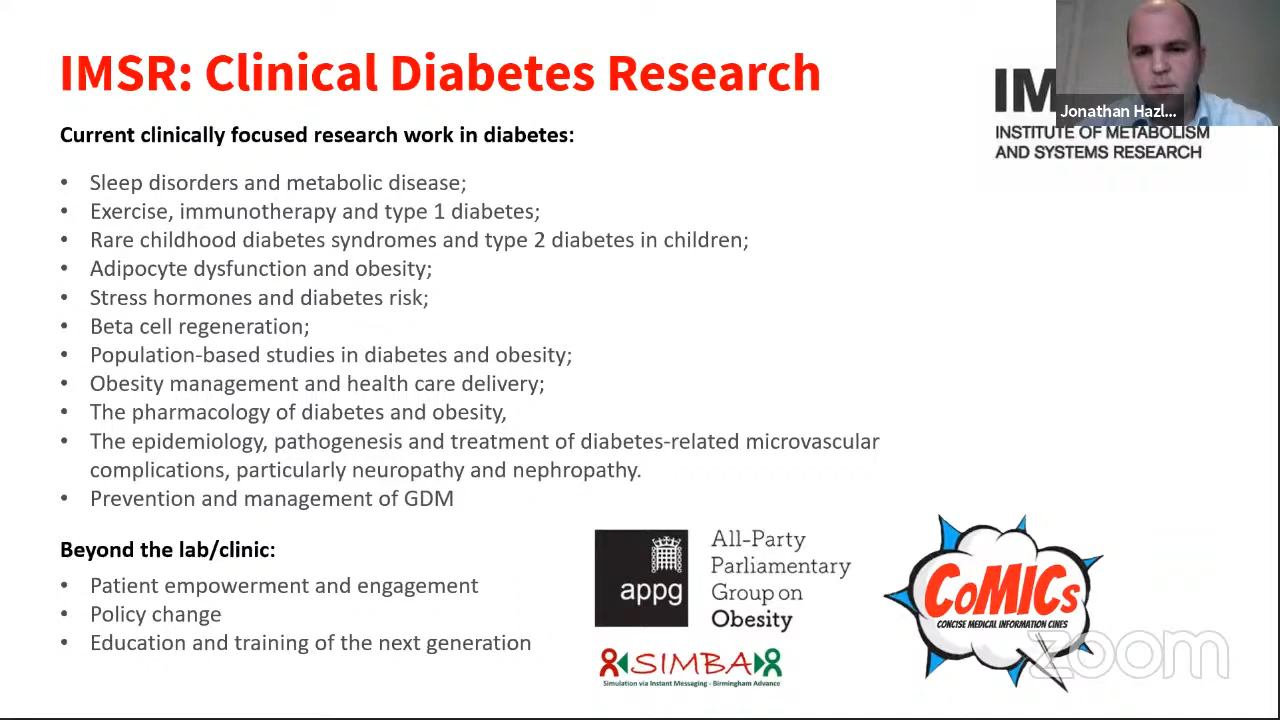 IMSR: Clinical Diabetes Research
IM
Jonathan Hazl...
INSTITUTE OF METABOLISM
AND SYSTEMS RESEARCH
Current clinically focused research work in diabetes:
• Sleep disorders and metabolic disease;
• Exercise, immunotherapy and type 1 diabetes;
• Rare childhood diabetes syndromes and type 2 diabetes in children;
• Adipocyte dysfunction and obesity;
• Stress hormones and diabetes risk;
• Beta cell regeneration;
• Population-based studies in diabetes and obesity;
• Obesity management and health care delivery;
• The pharmacology of diabetes and obesity,
• The epidemiology, pathogenesis and treatment of diabetes-related microvascular
complications, particularly neuropathy and nephropathy.
• Prevention and management of GDM
Beyond the lab/clinic:
• Patient empowerment and engagement
• Policy change
• Education and training of the next generation
appg
All-Party
Parliamentary
Group on
Obesity
SIMBA
Simulation via Instant Messaging - Birmingham Advance
CoMICs
CONCISE MEDICAL INFORMATION CINES
zoom